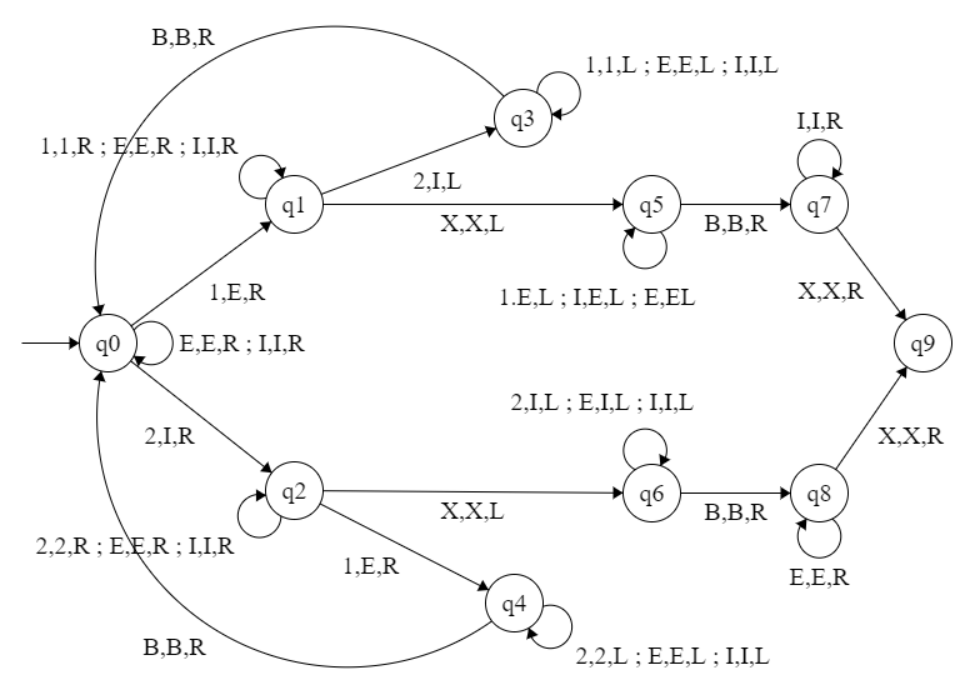 B,B,R
1,1,L ; E,E,L ; I,I,L
q3
I,I,R
1,1,R ; E,E,R ; I,I,R
2,I,L
q1
q5
q7
X,X,L
B,B,R
1,E,R
1.E,L ; I,E,L ; E,EL
X,X,R
q0
E,E,R ; I,I,R
q9
2,I,L ; E,I,L ; I,I,L
2,I,R
X,X,R
q2
q6
q8
X,X,L
B,B,R
2,2,R ; E,E,R ; I,I,R
1,E,R
E,E,R
q4
B,B,R
2,2,L ; E,E,L ; I,I,L